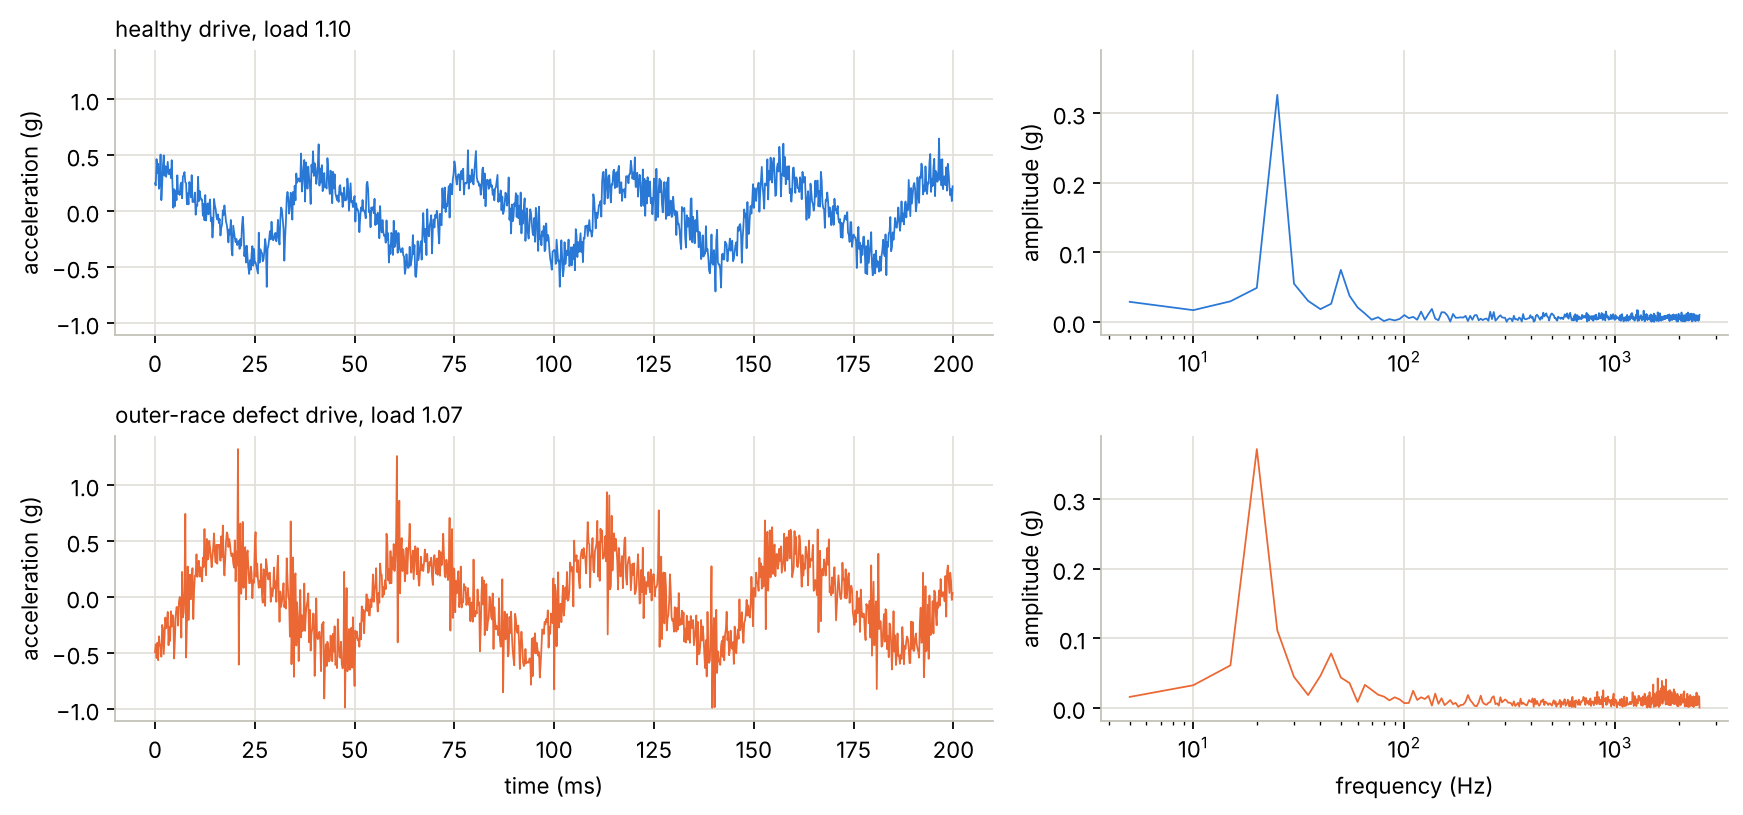 healthy drive, load 1.10
acceleration (g)
1.0
0.5
0.0
−0.5
−1.0
0 25 50 75 100 125 150 175 200
amplitude (g)
0.3
0.2
0.1
0.0
10¹ 10² 10³
outer-race defect drive, load 1.07
acceleration (g)
1.0
0.5
0.0
−0.5
−1.0
0 25 50 75 100 125 150 175 200
time (ms)
amplitude (g)
0.3
0.2
0.1
0.0
10¹ 10² 10³
frequency (Hz)